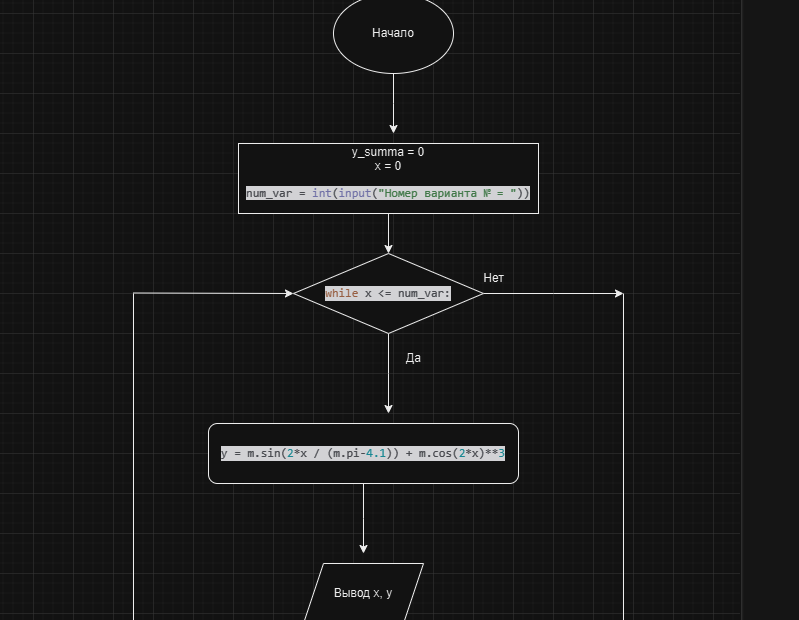 Начало
y_summa = 0
x = 0
num_var = int(input("Номер варианта № = "))
Нет
while x <= num_var:
Да
y = m.sin(2*x / (m.pi-4.1)) + m.cos(2*x)**3
Вывод x, y